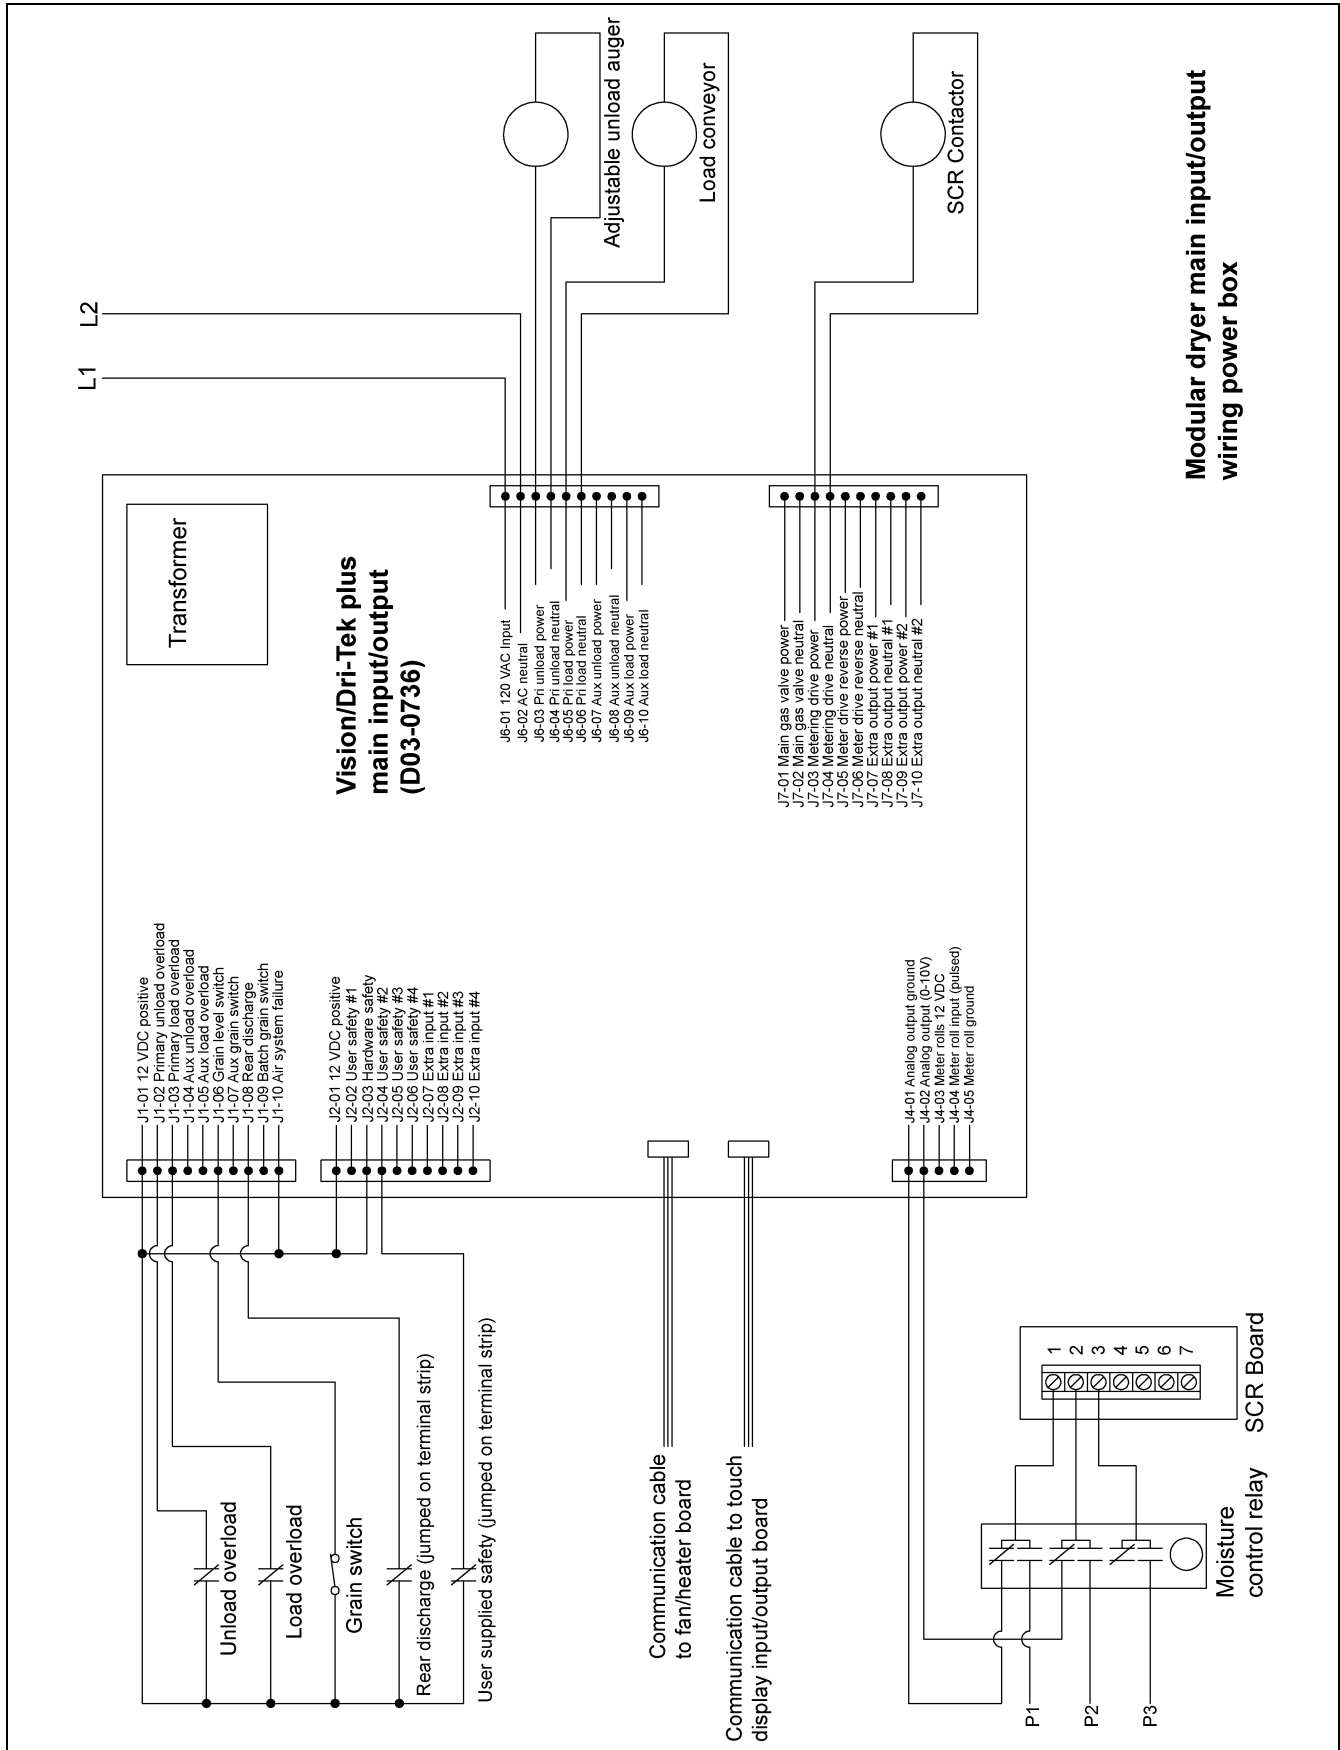 Modular dryer main input/output
wiring power box
L1
L2
Adjustable unload auger
Load conveyor
SCR Contactor
Transformer
Vision/Dri-Tek plus
main input/output
(D03-0736)
J6-01 120 VAC Input
J6-02 AC neutral
J6-03 Pri unload power
J6-04 Pri unload neutral
J6-05 Pri load power
J6-06 Pri load neutral
J6-07 Aux unload power
J6-08 Aux unload neutral
J6-09 Aux load power
J6-10 Aux load neutral
J7-01 Main gas valve power
J7-02 Main gas valve neutral
J7-03 Metering drive power
J7-04 Metering drive neutral
J7-05 Meter drive reverse power
J7-06 Meter drive reverse neutral
J7-07 Extra output power #1
J7-08 Extra output neutral #1
J7-09 Extra output power #2
J7-10 Extra output neutral #2
J1-01 12 VDC positive
J1-02 Primary unload overload
J1-03 Primary load overload
J1-04 Aux unload overload
J1-05 Aux load overload
J1-06 Grain level switch
J1-07 Aux grain switch
J1-08 Rear discharge
J1-09 Batch grain switch
J1-10 Air system failure
J2-01 12 VDC positive
J2-02 User safety #1
J2-03 Hardware safety
J2-04 User safety #2
J2-05 User safety #3
J2-06 User safety #4
J2-07 Extra input #1
J2-08 Extra input #2
J2-09 Extra input #3
J2-10 Extra input #4
J4-01 Analog output ground
J4-02 Analog output (0-10V)
J4-03 Meter rolls 12 VDC
J4-04 Meter roll input (pulsed)
J4-05 Meter roll ground
Unload overload
Load overload
Grain switch
Rear discharge (jumped on terminal strip)
User supplied safety (jumped on terminal strip)
Communication cable
to fan/heater board
Communication cable to touch
display input/output board
1
2
3
4
5
6
7
SCR Board
Moisture
control relay
P1
P2
P3